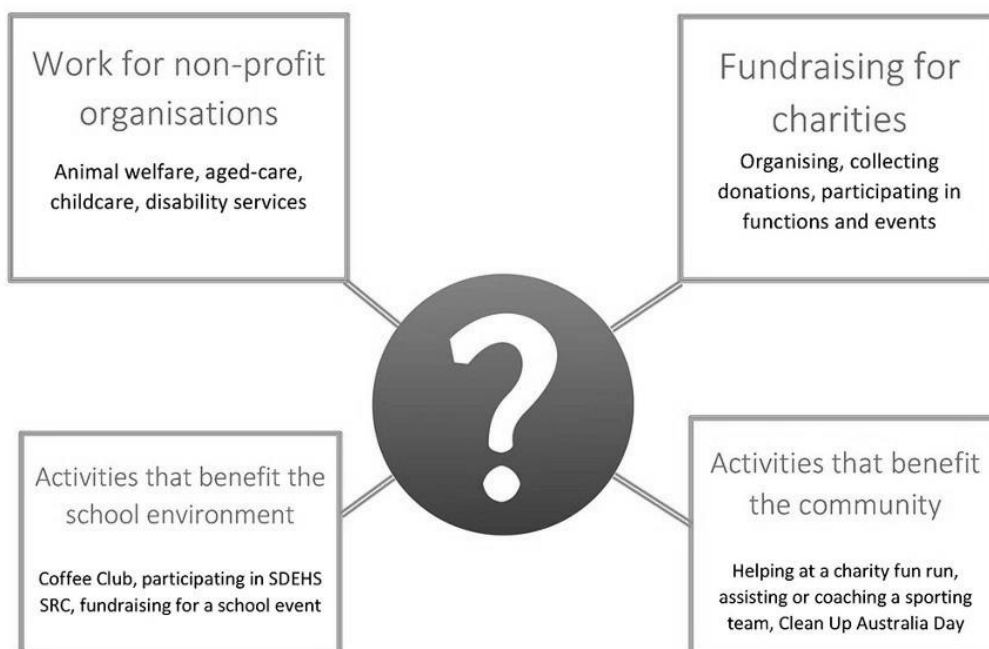 Work for non-profit
organisations
Animal welfare, aged-care,
childcare, disability services
Fundraising for
charities
Organising, collecting
donations, participating in
functions and events
?
Activities that benefit the
school environment
Coffee Club, participating in SDEHS
SRC, fundraising for a school event
Activities that benefit
the community
Helping at a charity fun run,
assisting or coaching a sporting
team, Clean Up Australia Day